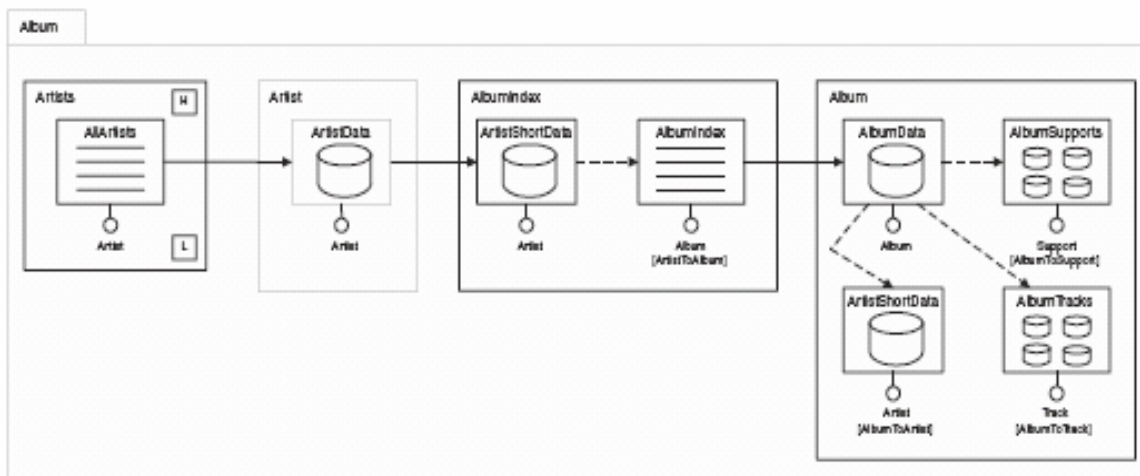 Album
Artists
H
AllArtists
Artist
L
Artist
ArtistData
Artist
AlbumIndex
ArtistShortData
Artist
AlbumIndex
Album
[ArtistToAlbum]
Album
AlbumData
Album
AlbumSupports
Support
[AlbumToSupport]
ArtistShortData
Artist
[AlbumToArtist]
AlbumTracks
Track
[AlbumToTrack]